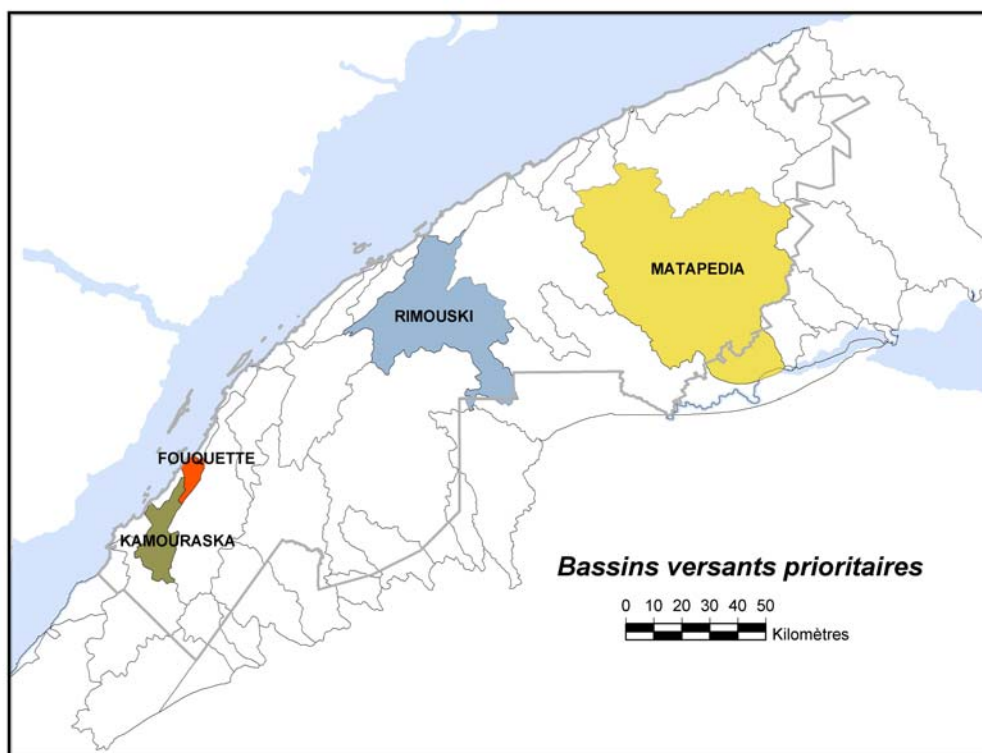 MATAPEDIA
RIMOUSKI
FOUQUETTE
KAMOURASKA
Bassins versants prioritaires
0 10 20 30 40 50
Kilomètres